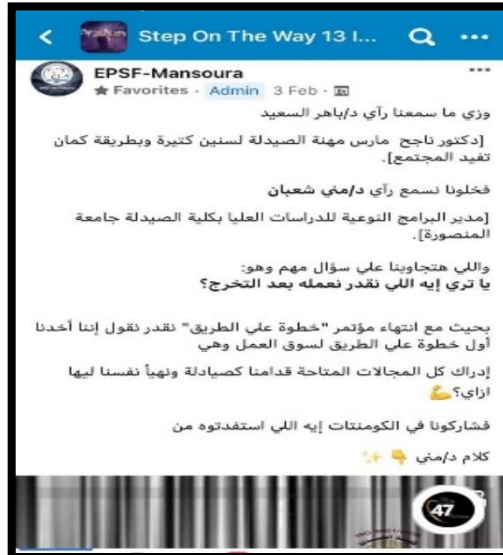 Step On The Way 13 I...
EPSF-Mansoura
Favorites · Admin 3 Feb ·
وزي ما سمعنا رآي د/باهر السعيد
[دكتور ناجح مارس مهنة الصيدلة لسنين كتيرة وبطريقة كمان
تفيد المجتمع].
فخلونا نسمع رآي د/مني شعبان
[مدير البرامج النوعية للدراسات العليا بكلية الصيدلة جامعة
المنصورة].
واللي هتجاوبنا علي سؤال مهم وهو:
يا تري إيه اللي نقدر نعمله بعد التخرج؟
بحيث مع انتهاء مؤتمر "خطوة علي الطريق" نقدر نقول إننا أخدنا
أول خطوة علي الطريق لسوق العمل وهي
إدراك كل المجالات المتاحة قدامنا كصيادلة ونهيأ نفسنا ليها
ازاي؟💪
فشاركونا في الكومنتات إيه اللي استفدتوه من
كلام د/مني 👇✨
47